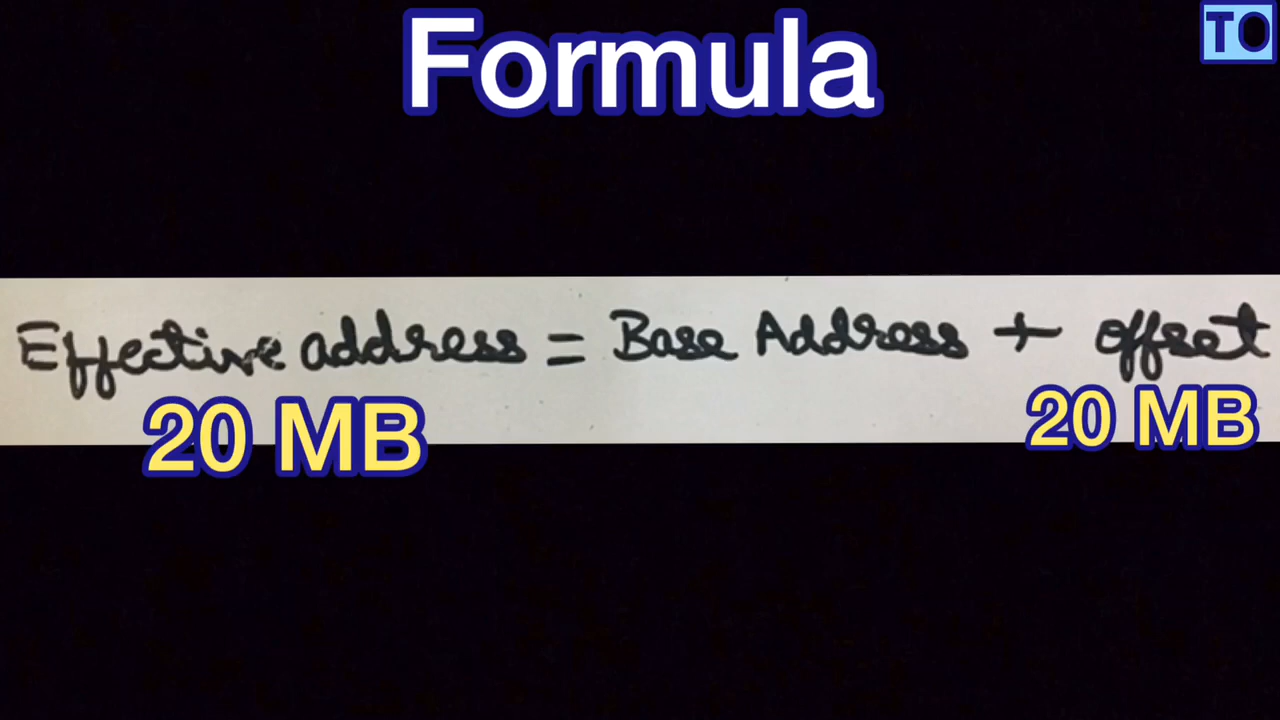 Formula
TO
Effective address = Base Address + offset
20 MB 20 MB